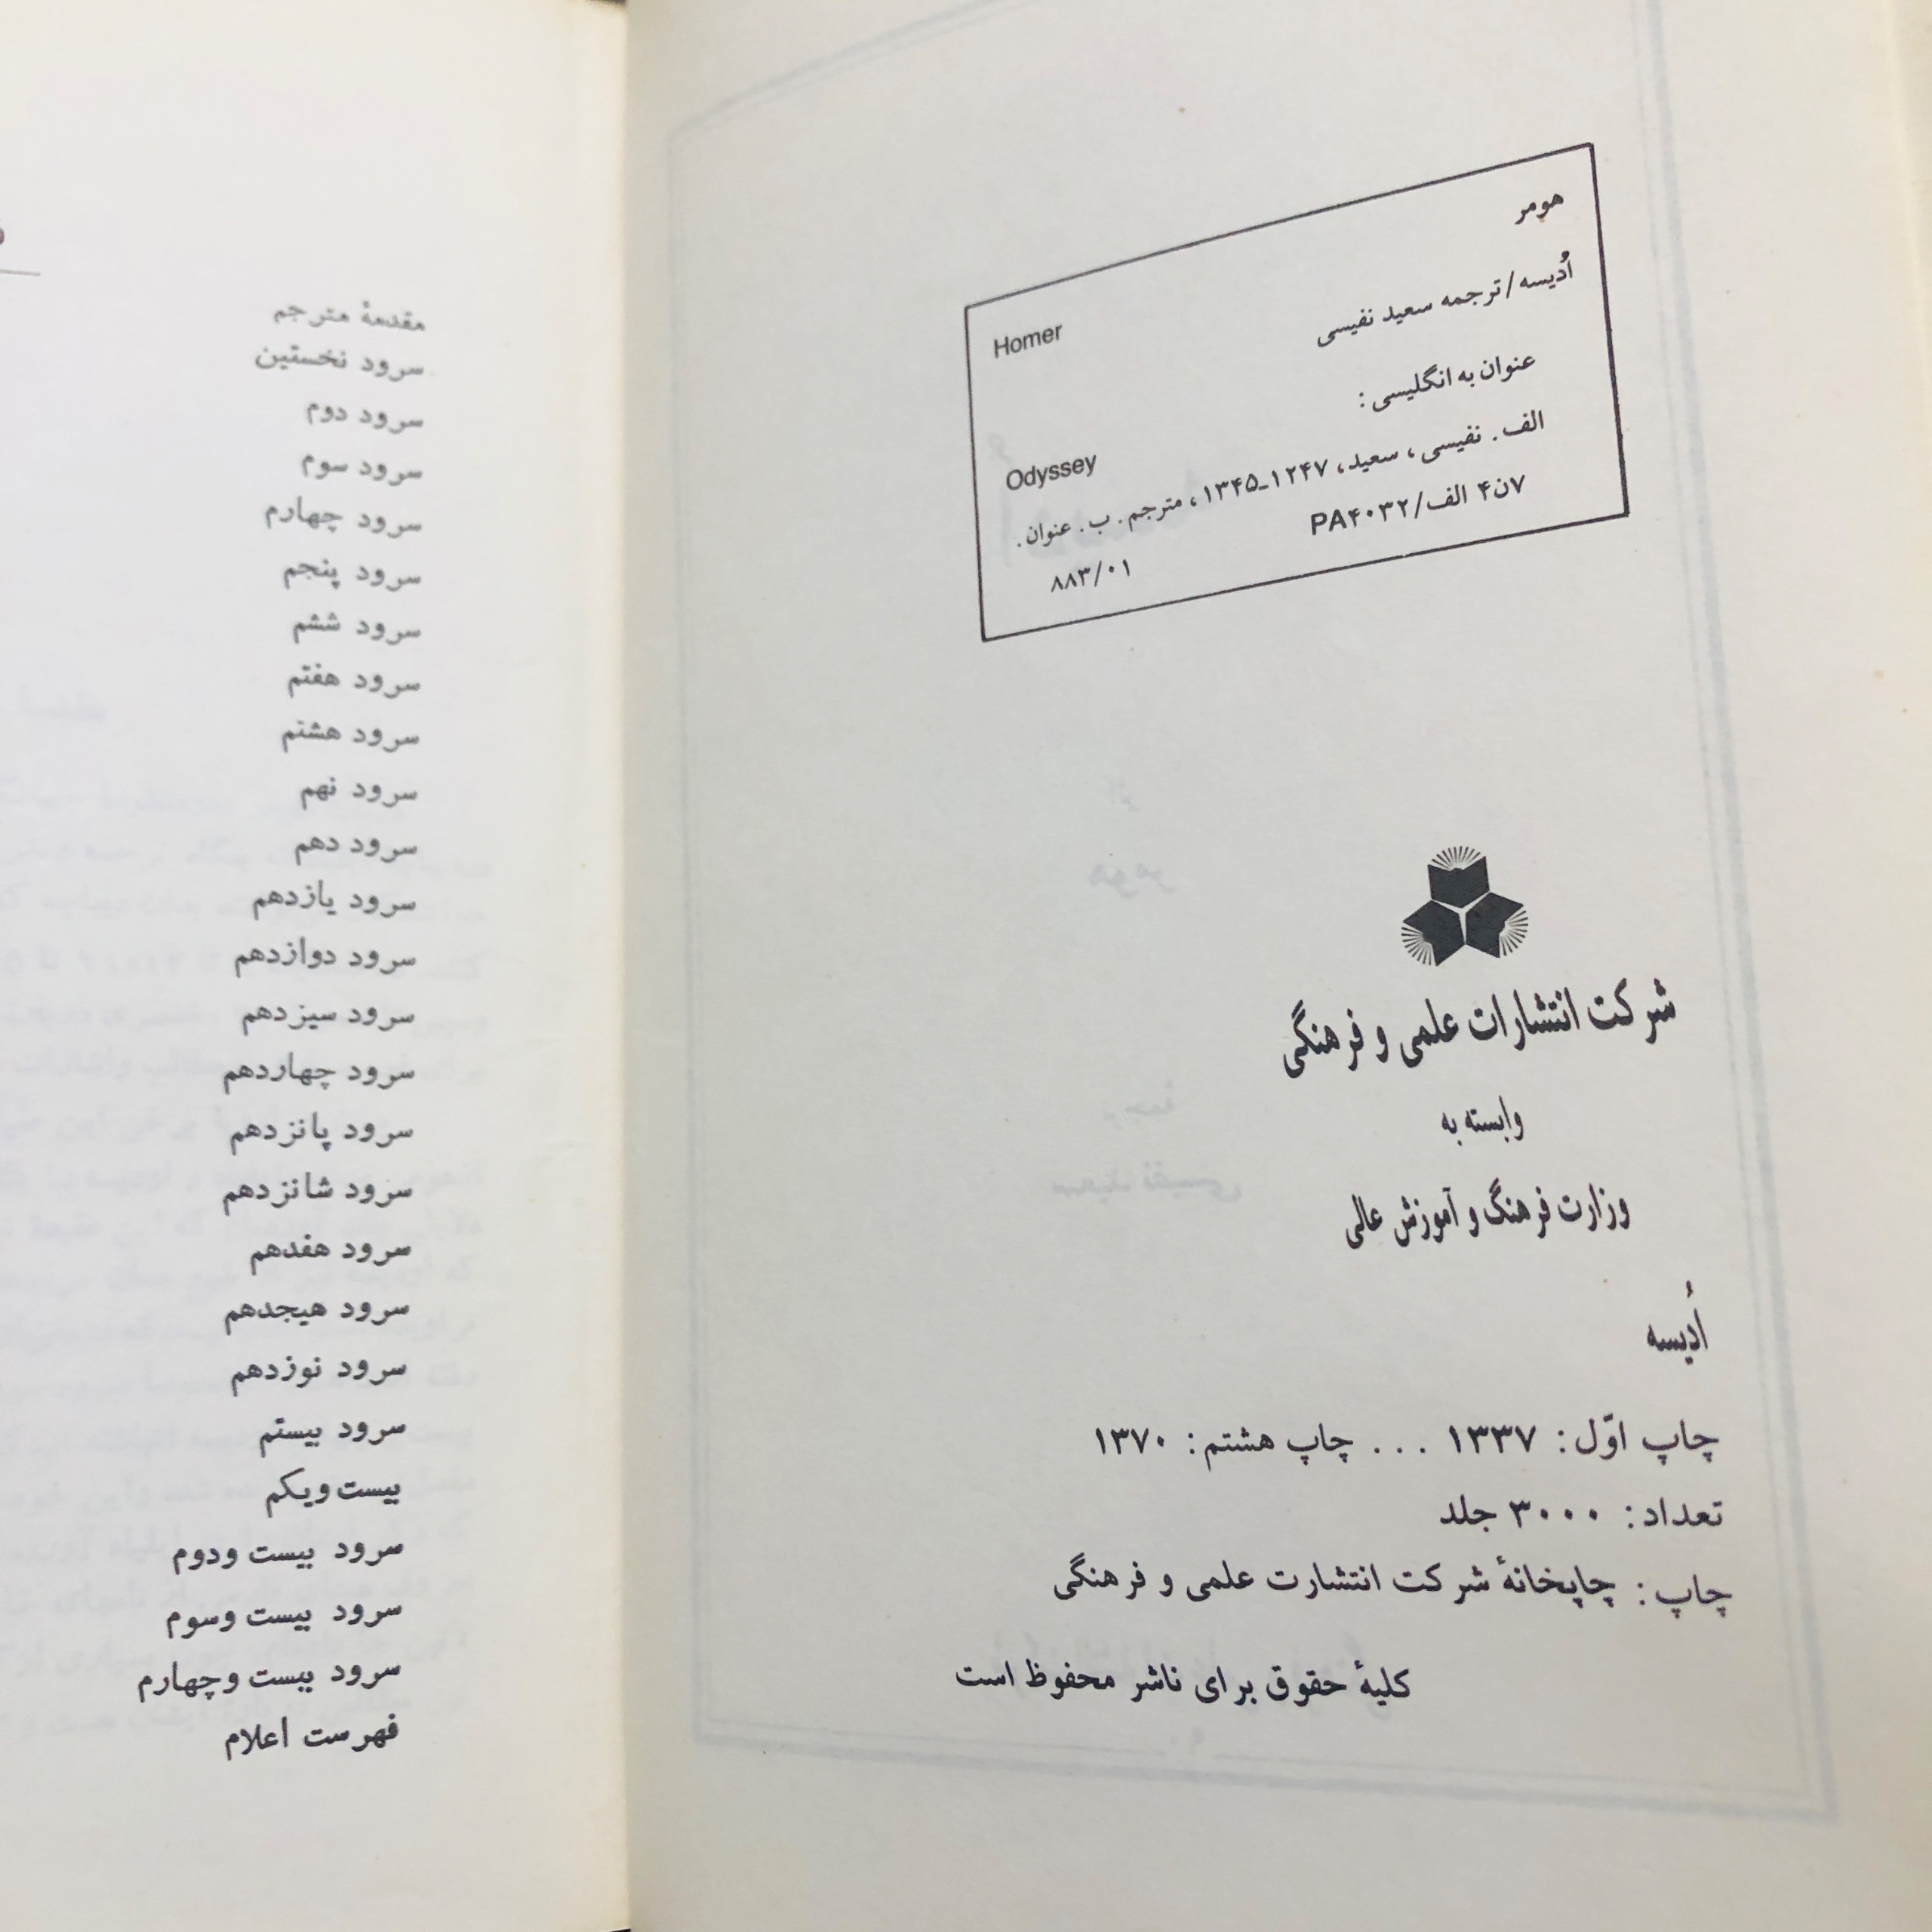 هومر
Homer
اُدیسه/ترجمه سعید نفیسی
عنوان به انگلیسی:
Odyssey
الف. نفیسی، سعید، ۱۲۴۷ـ۱۳۴۵، مترجم. ب. عنوان.
۷ن۴ الف/PA۴۰۳۲
۸۸۳/۰۱
شرکت انتشارات علمی و فرهنگی
وابسته به
وزارت فرهنگ و آموزش عالی
اُدیسه
چاپ اوّل: ۱۳۳۷ ... چاپ هشتم: ۱۳۷۰
تعداد: ۳۰۰۰ جلد
چاپ: چاپخانهٔ شرکت انتشارت علمی و فرهنگی
کلیهٔ حقوق برای ناشر محفوظ است
مقدمهٔ مترجم
سرود نخستین
سرود دوم
سرود سوم
سرود چهارم
سرود پنجم
سرود ششم
سرود هفتم
سرود هشتم
سرود نهم
سرود دهم
سرود یازدهم
سرود دوازدهم
سرود سیزدهم
سرود چهاردهم
سرود پانزدهم
سرود شانزدهم
سرود هفدهم
سرود هیجدهم
سرود نوزدهم
سرود بیستم
بیست ویکم
سرود بیست ودوم
سرود بیست وسوم
سرود بیست وچهارم
فهرست اعلام